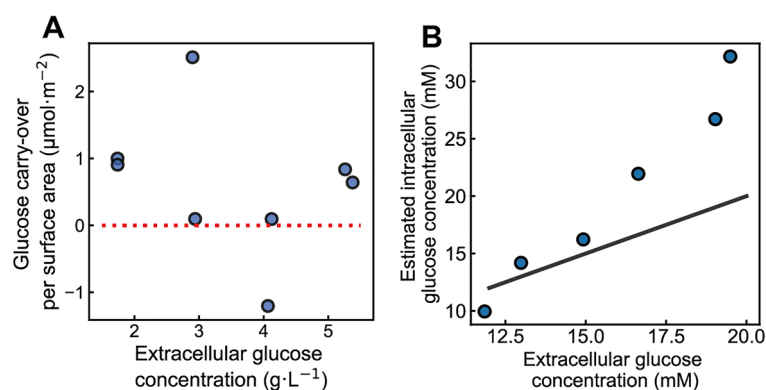 A
Glucose carry-over
per surface area (μmol·m⁻²)
2
1
0
−1
2 3 4 5
Extracellular glucose
concentration (g·L⁻¹)
B
Estimated intracellular
glucose concentration (mM)
30
25
20
15
10
12.5 15.0 17.5 20.0
Extracellular glucose
concentration (mM)